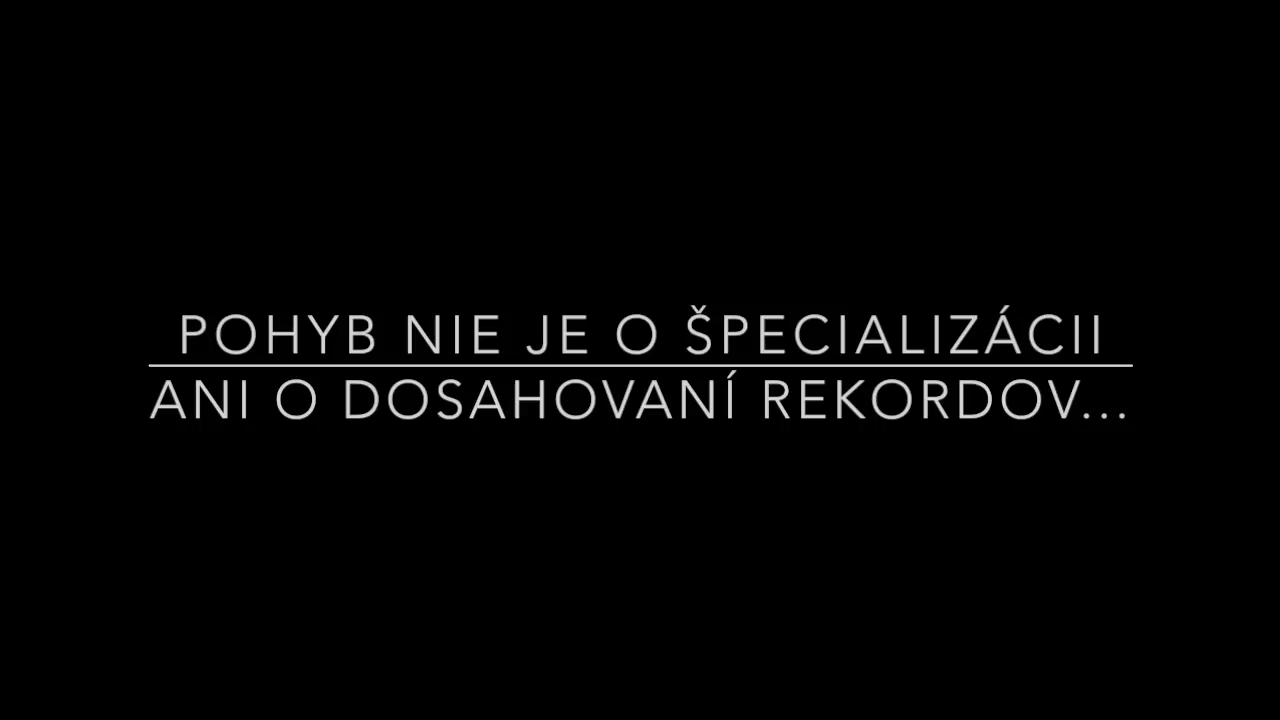 POHYB NIE JE O ŠPECIALIZÁCII
ANI O DOSAHOVANÍ REKORDOV...